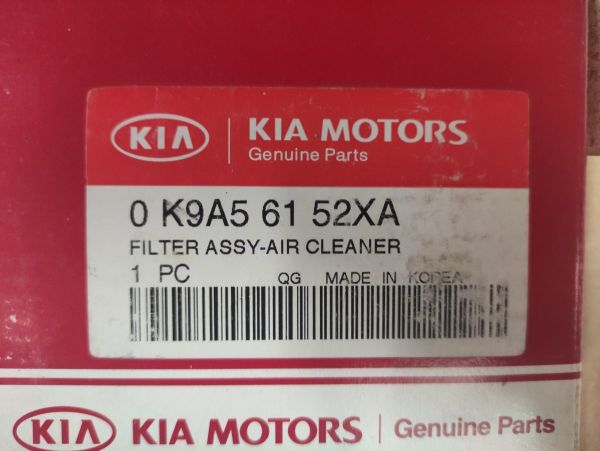 KIA
KIA MOTORS
Genuine Parts
0 K9A5 61 52XA
FILTER ASSY-AIR CLEANER
1 PC QG MADE IN KOREA
KIA KIA MOTORS Genuine Parts